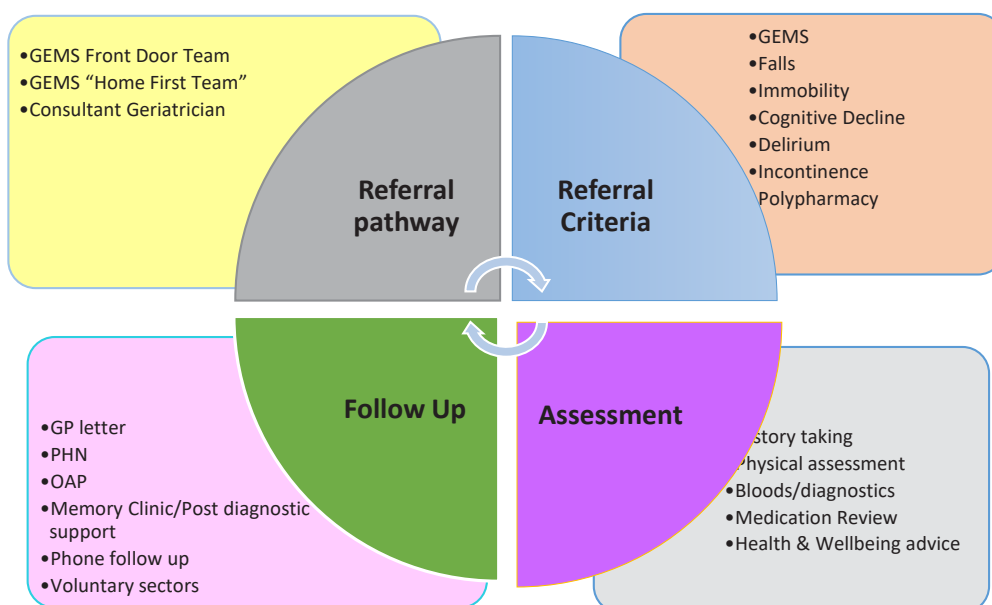 •GEMS Front Door Team
•GEMS “Home First Team”
•Consultant Geriatrician
Referral
pathway
•GEMS
•Falls
•Immobility
•Cognitive Decline
•Delirium
•Incontinence
Polypharmacy
Referral
Criteria
•GP letter
•PHN
•OAP
•Memory Clinic/Post diagnostic
support
•Phone follow up
•Voluntary sectors
Follow Up
Assessment
story taking
Physical assessment
•Bloods/diagnostics
•Medication Review
•Health & Wellbeing advice